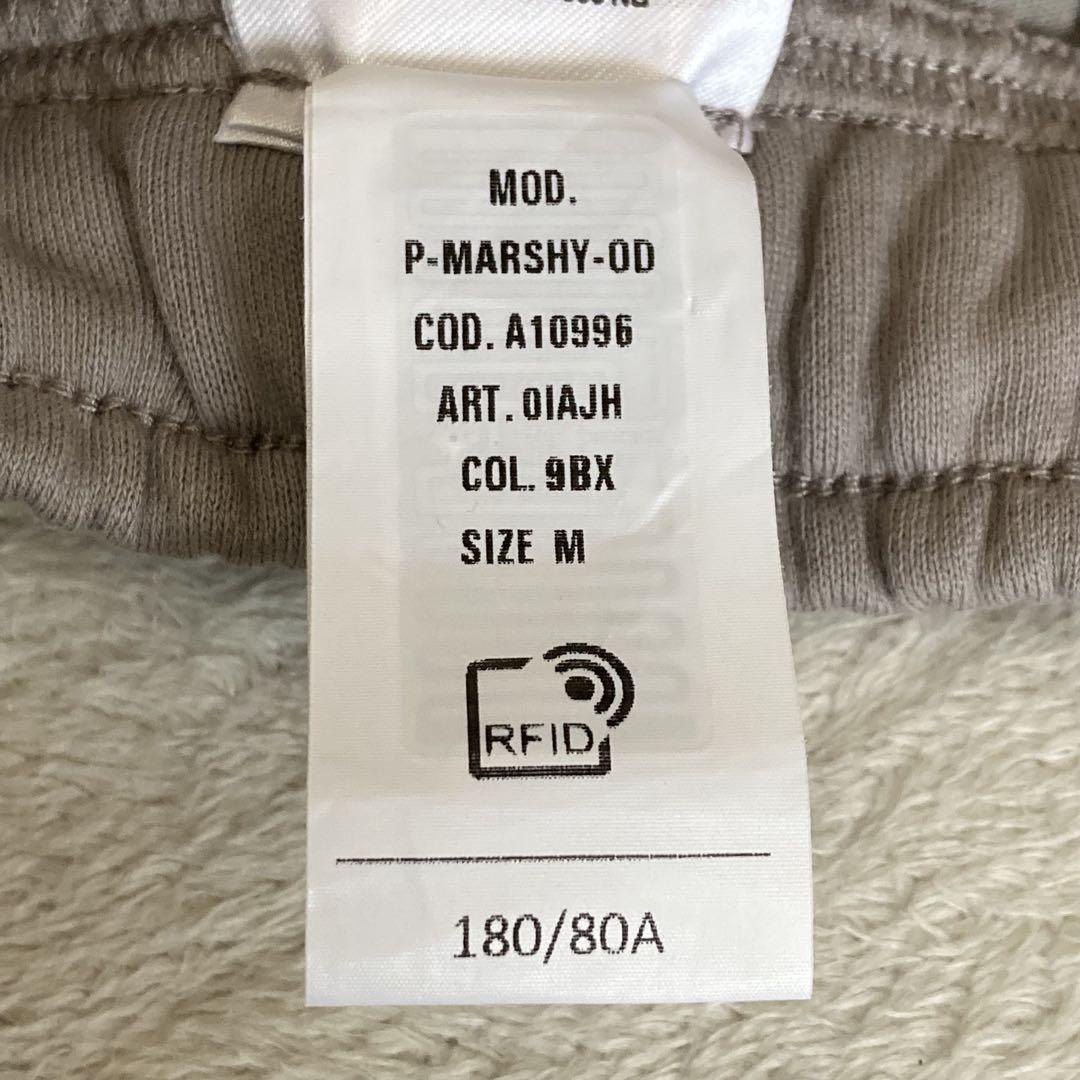 MOD.
P-MARSHY-OD
COD. A10996
ART. 0IAJH
COL. 9BX
SIZE M
RFID
180/80A